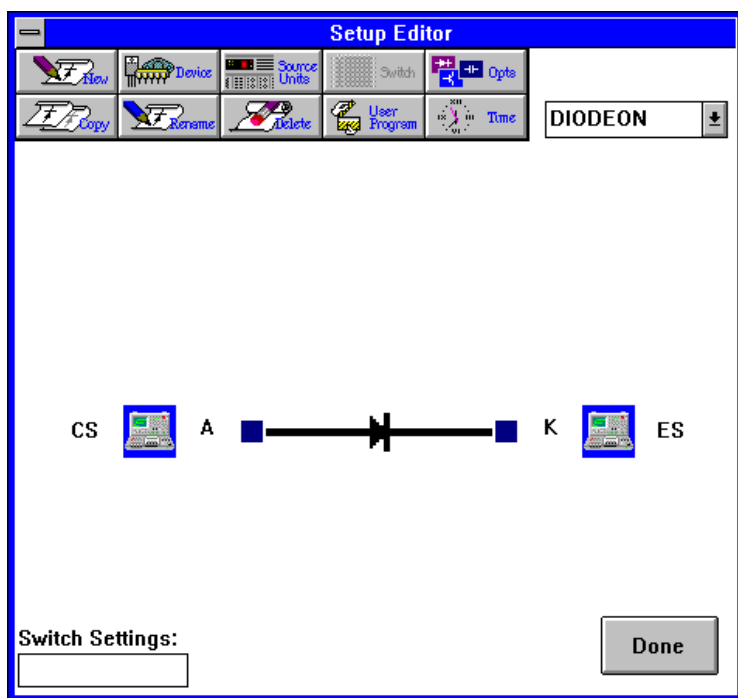 Setup Editor
New Device Source Units Switch Opts
Copy Rename Delete User Program Time
DIODEON
CS A K ES
Switch Settings:
Done